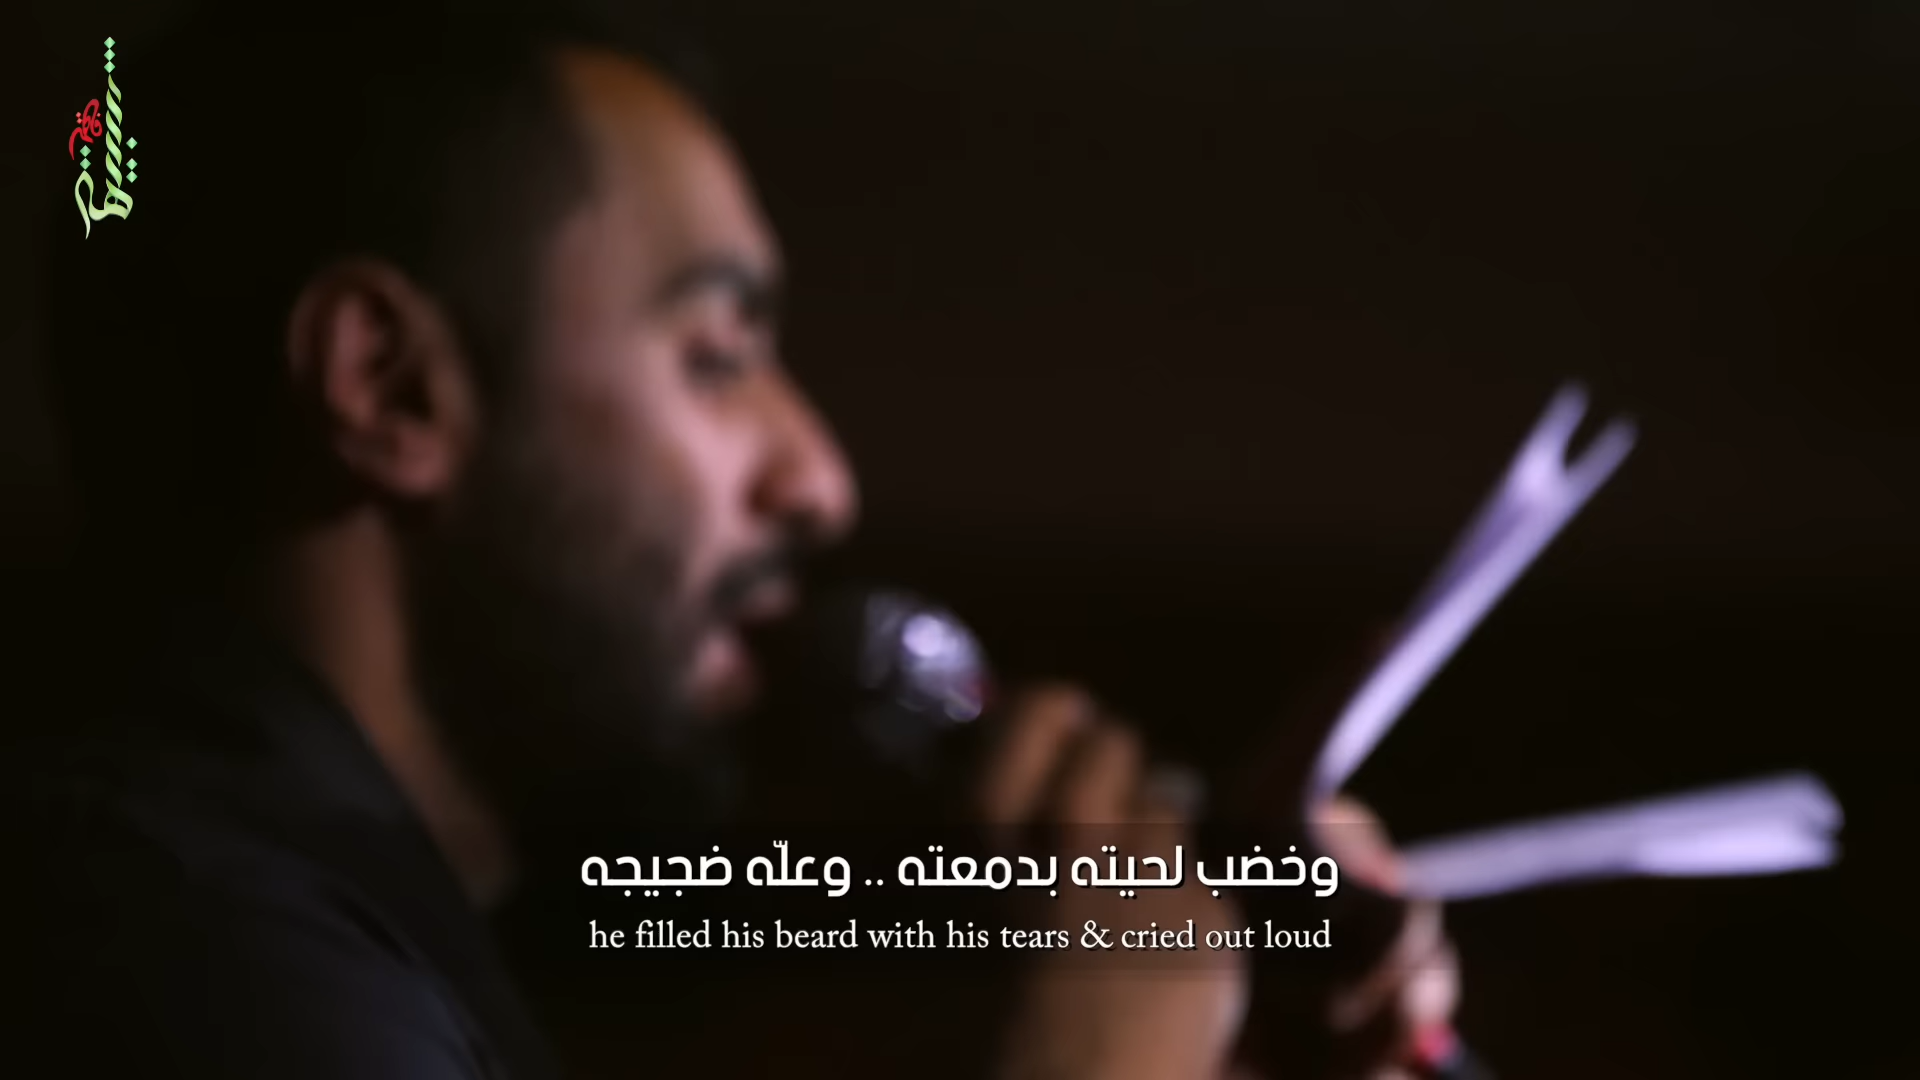 وخضب لحيته بدمعته .. وعلّه ضجيجه
he filled his beard with his tears & cried out loud